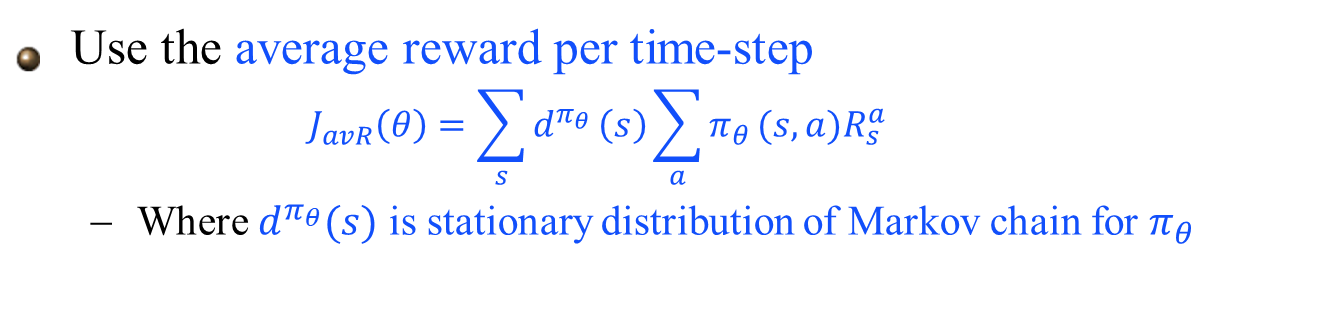 Use the average reward per time-step
J_{avR}(θ) = ∑_s d^{π_θ}(s) ∑_a π_θ(s, a)R_s^a
– Where d^{π_θ}(s) is stationary distribution of Markov chain for π_θ